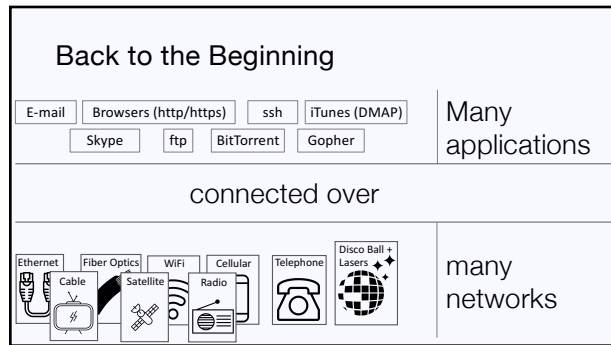 Back to the Beginning
E-mail Browsers (http/https) ssh iTunes (DMAP)
Skype ftp BitTorrent Gopher
Many
applications
connected over
Ethernet Fiber Optics WiFi Cellular Telephone Disco Ball +
Lasers
Cable Satellite Radio
many
networks